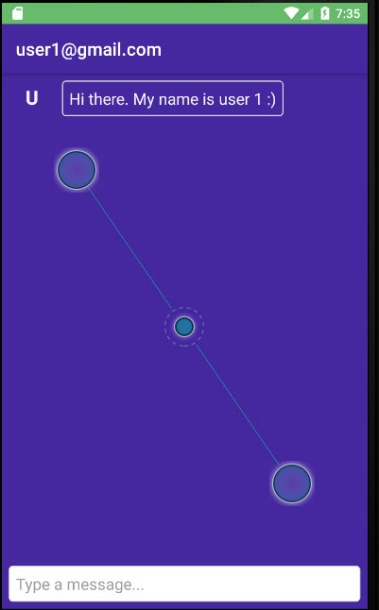 7:35
user1@gmail.com
U
Hi there. My name is user 1 :)
Type a message...